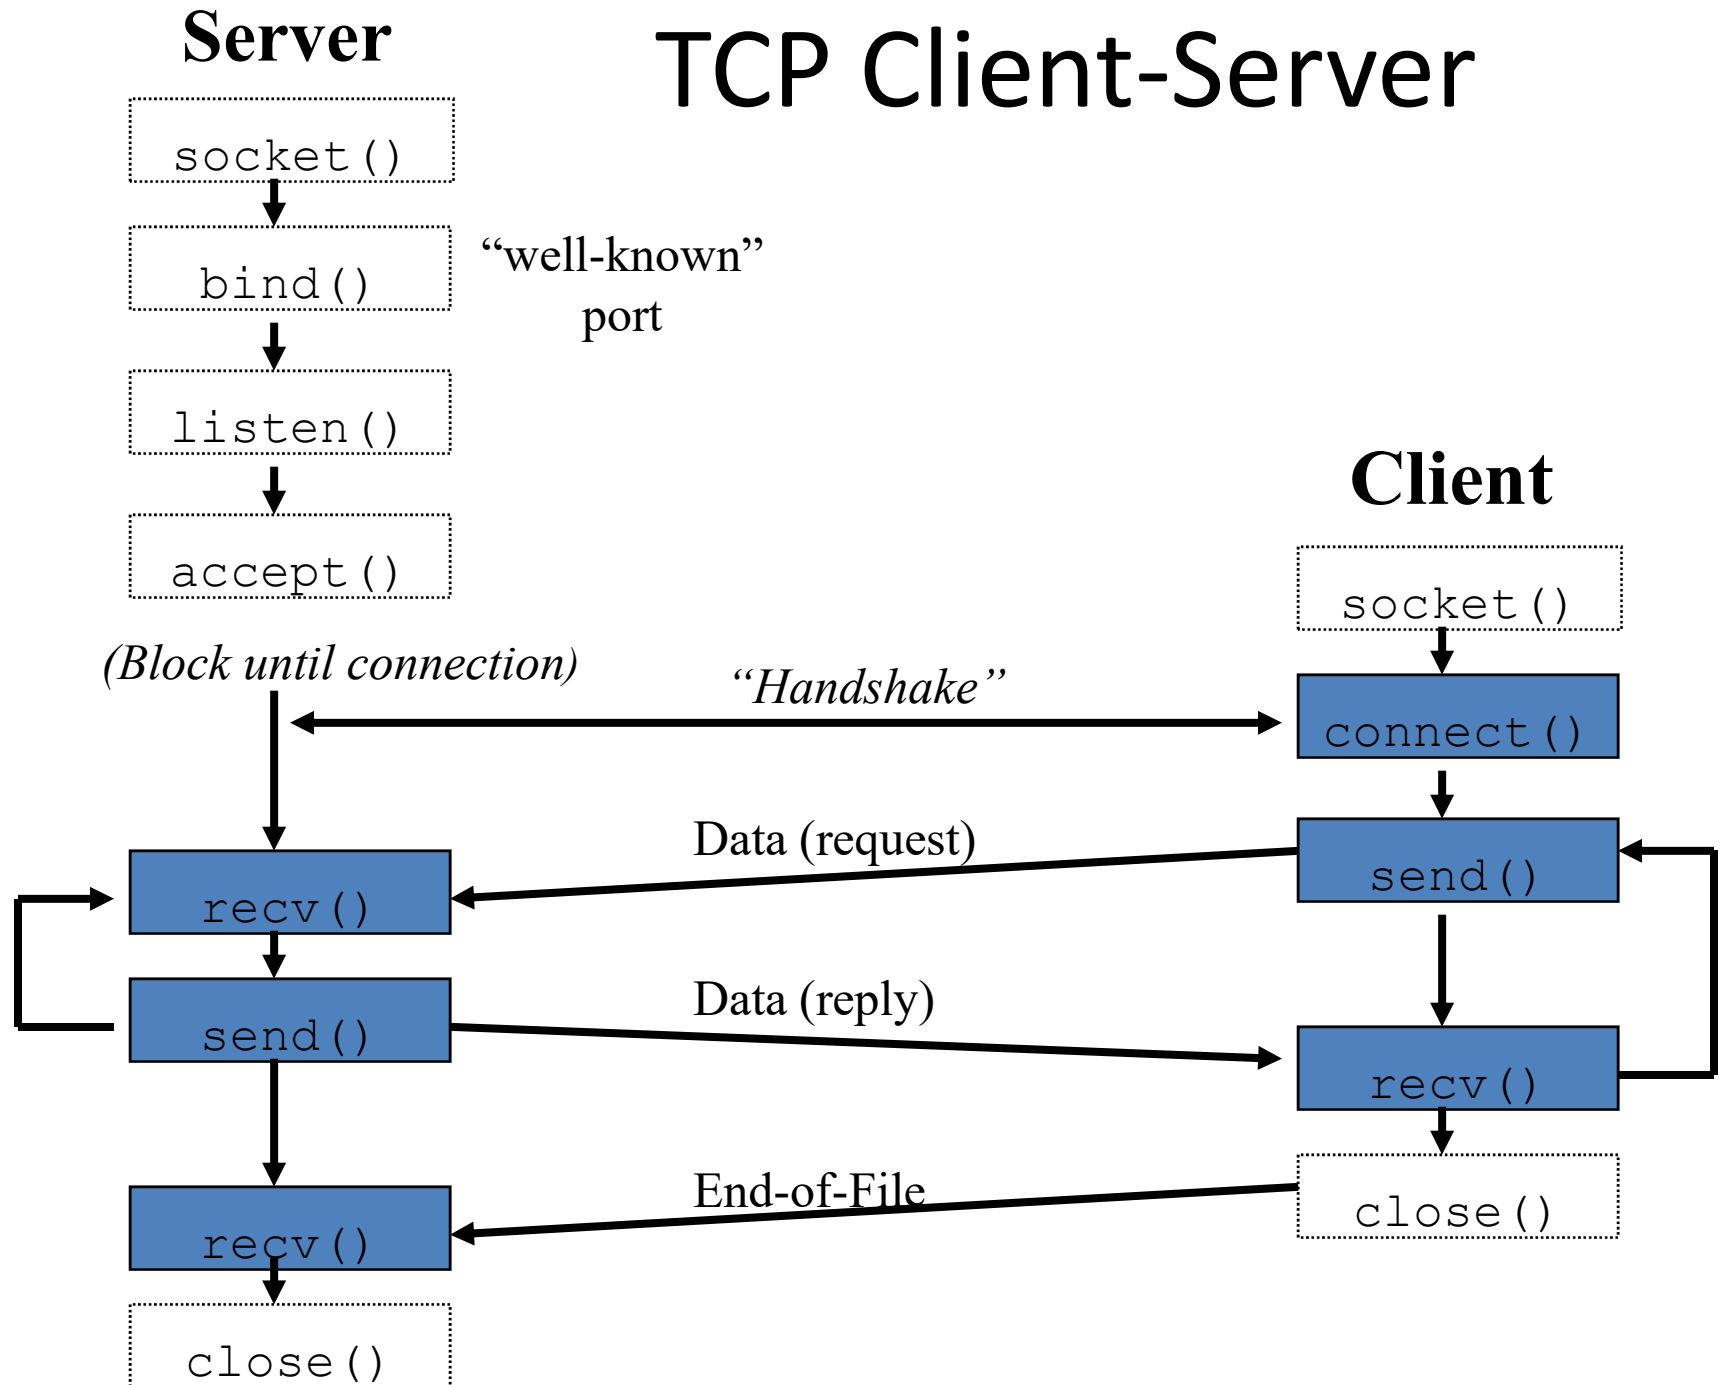 Server
TCP Client-Server
socket()
bind()
“well-known”
port
listen()
accept()
(Block until connection)
Client
socket()
“Handshake”
connect()
Data (request)
send()
recv()
Data (reply)
send()
recv()
End-of-File
close()
recv()
close()